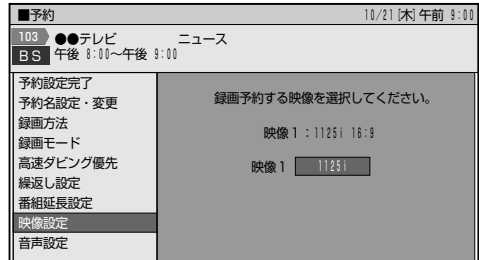 ■予約 10/21[木]午前 9:00
103 ●●テレビ ニュース
BS 午後 8:00～午後 9:00
予約設定完了
予約名設定・変更
録画方法
録画モード
高速ダビング優先
繰返し設定
番組延長設定
映像設定
音声設定
録画予約する映像を選択してください。
映像1：1125i 16:9
映像1 1125i